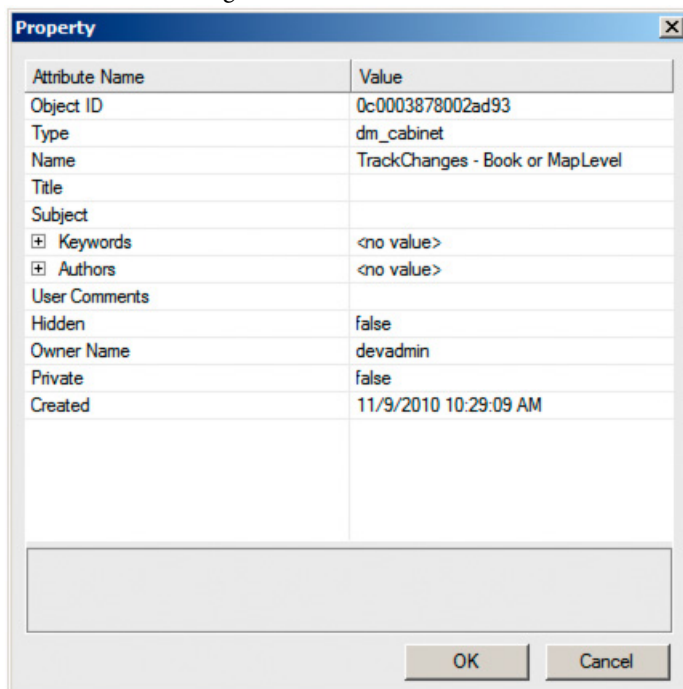 Property
Attribute Name Value
Object ID 0c0003878002ad93
Type dm_cabinet
Name TrackChanges - Book or MapLevel
Title
Subject
Keywords <no value>
Authors <no value>
User Comments
Hidden false
Owner Name devadmin
Private false
Created 11/9/2010 10:29:09 AM
OK Cancel